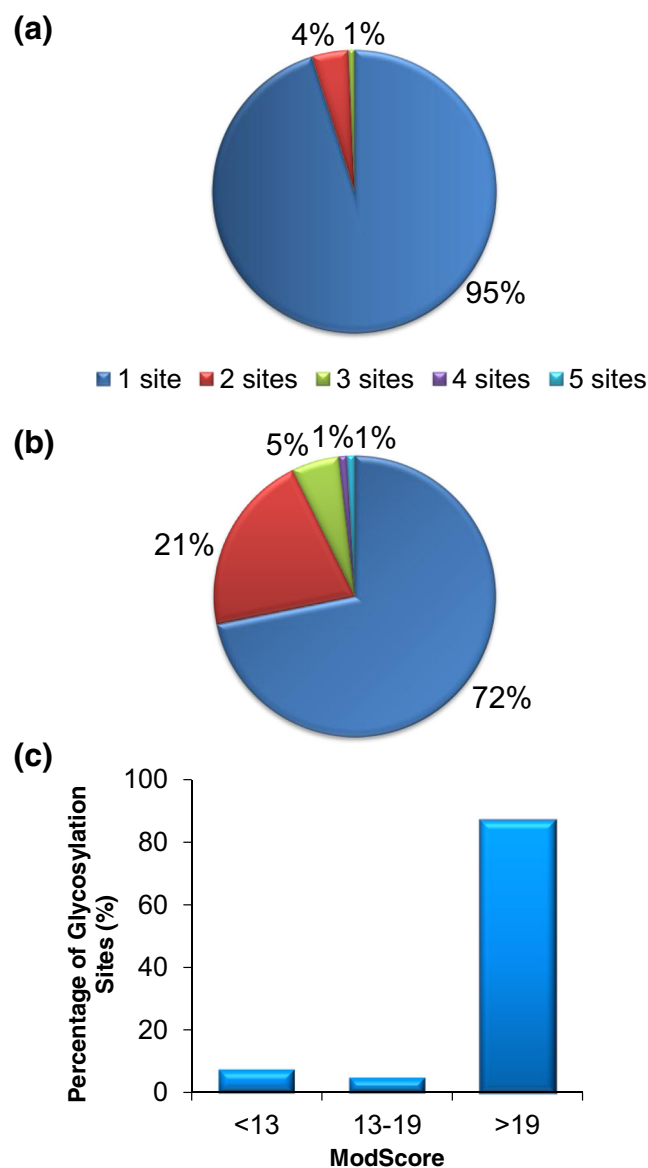 (a)
4% 1%
95%
1 site 2 sites 3 sites 4 sites 5 sites
(b)
5% 1% 1%
21%
72%
(c)
Percentage of Glycosylation
Sites (%)
100
80
60
40
20
0
<13 13-19 >19
ModScore